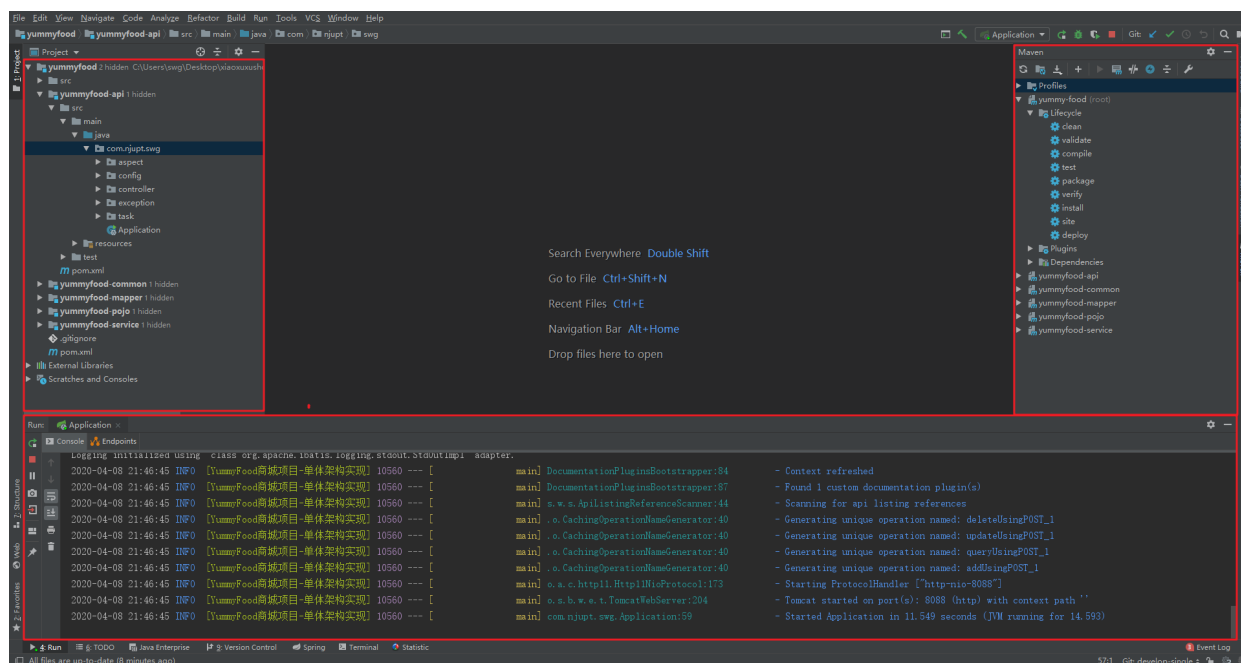 File Edit View Navigate Code Analyze Refactor Build Run Tools VCS Window Help
yummyfood yummyfood-api src main java com njupt swg
Application Git:
1: Project
Project
yummyfood 2 hidden C:\Users\swg\Desktop\xiaoxuxushe
src
yummyfood-api 1 hidden
src
main
java
com.njupt.swg
aspect
config
controller
exception
task
Application
resources
test
pom.xml
yummyfood-common 1 hidden
yummyfood-mapper 1 hidden
yummyfood-pojo 1 hidden
yummyfood-service 1 hidden
.gitignore
pom.xml
External Libraries
Scratches and Consoles
Search Everywhere Double Shift
Go to File Ctrl+Shift+N
Recent Files Ctrl+E
Navigation Bar Alt+Home
Drop files here to open
Maven
Profiles
yummy-food (root)
Lifecycle
clean
validate
compile
test
package
verify
install
site
deploy
Plugins
Dependencies
yummyfood-api
yummyfood-common
yummyfood-mapper
yummyfood-pojo
yummyfood-service
Run: Application
Console Endpoints
Logging initialized using 'class org.apache.ibatis.logging.stdout.StdOutImpl' adapter.
2020-04-08 21:46:45 INFO [YummyFood商城项目-单体架构实现] 10560 --- [ main] DocumentationPluginsBootstrapper:84 - Context refreshed
2020-04-08 21:46:45 INFO [YummyFood商城项目-单体架构实现] 10560 --- [ main] DocumentationPluginsBootstrapper:87 - Found 1 custom documentation plugin(s)
2020-04-08 21:46:45 INFO [YummyFood商城项目-单体架构实现] 10560 --- [ main] s.w.s.ApiListingReferenceScanner:44 - Scanning for api listing references
2020-04-08 21:46:45 INFO [YummyFood商城项目-单体架构实现] 10560 --- [ main] .o.CachingOperationNameGenerator:40 - Generating unique operation named: deleteUsingPOST_1
2020-04-08 21:46:45 INFO [YummyFood商城项目-单体架构实现] 10560 --- [ main] .o.CachingOperationNameGenerator:40 - Generating unique operation named: updateUsingPOST_1
2020-04-08 21:46:45 INFO [YummyFood商城项目-单体架构实现] 10560 --- [ main] .o.CachingOperationNameGenerator:40 - Generating unique operation named: queryUsingPOST_1
2020-04-08 21:46:45 INFO [YummyFood商城项目-单体架构实现] 10560 --- [ main] .o.CachingOperationNameGenerator:40 - Generating unique operation named: addUsingPOST_1
2020-04-08 21:46:45 INFO [YummyFood商城项目-单体架构实现] 10560 --- [ main] o.a.c.http11.Http11NioProtocol:173 - Starting ProtocolHandler ["http-nio-8088"]
2020-04-08 21:46:45 INFO [YummyFood商城项目-单体架构实现] 10560 --- [ main] o.s.b.w.e.t.TomcatWebServer:204 - Tomcat started on port(s): 8088 (http) with context path ''
2020-04-08 21:46:45 INFO [YummyFood商城项目-单体架构实现] 10560 --- [ main] com.njupt.swg.Application:59 - Started Application in 11.549 seconds (JVM running for 14.593)
Z: Structure
Web
2: Favorites
4: Run 6: TODO Java Enterprise 9: Version Control Spring Terminal Statistic Event Log
All files are up-to-date (8 minutes ago) 57:1 Git: develop-single